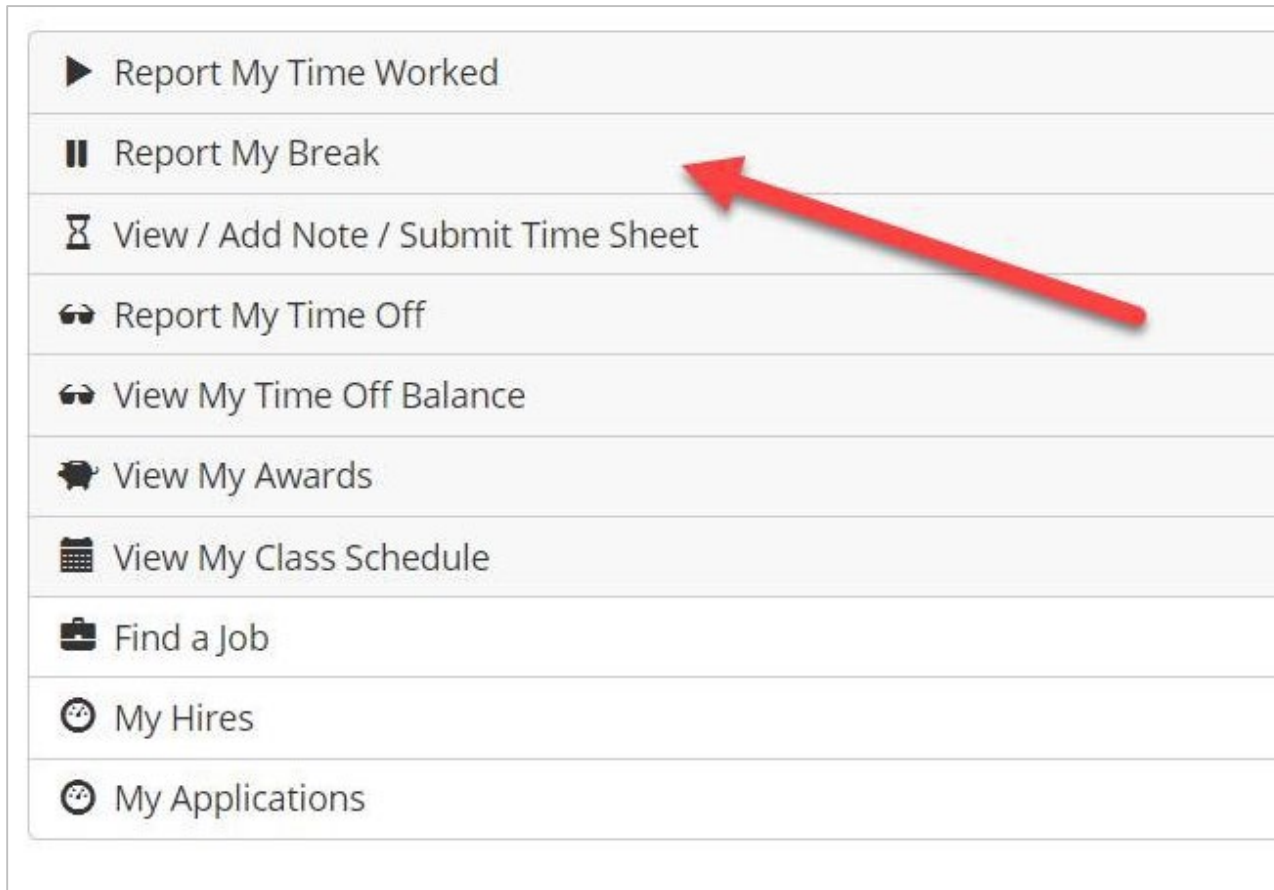 Report My Time Worked
Report My Break
View / Add Note / Submit Time Sheet
Report My Time Off
View My Time Off Balance
View My Awards
View My Class Schedule
Find a Job
My Hires
My Applications